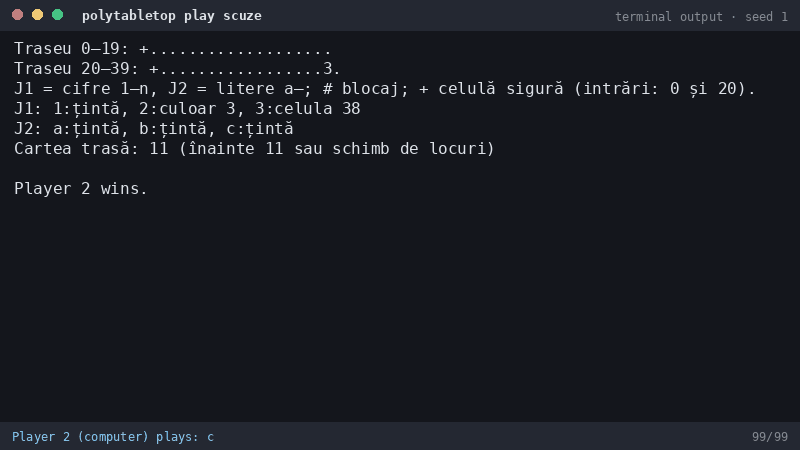 polytabletop play scuze
terminal output · seed 1
Traseu 0–19: +...................
Traseu 20–39: +.................3.
J1 = cifre 1–n, J2 = litere a–; # blocaj; + celulă sigură (intrări: 0 și 20).
J1: 1:țintă, 2:culoar 3, 3:celula 38
J2: a:țintă, b:țintă, c:țintă
Cartea trasă: 11 (înainte 11 sau schimb de locuri)
Player 2 wins.
Player 2 (computer) plays: c
99/99